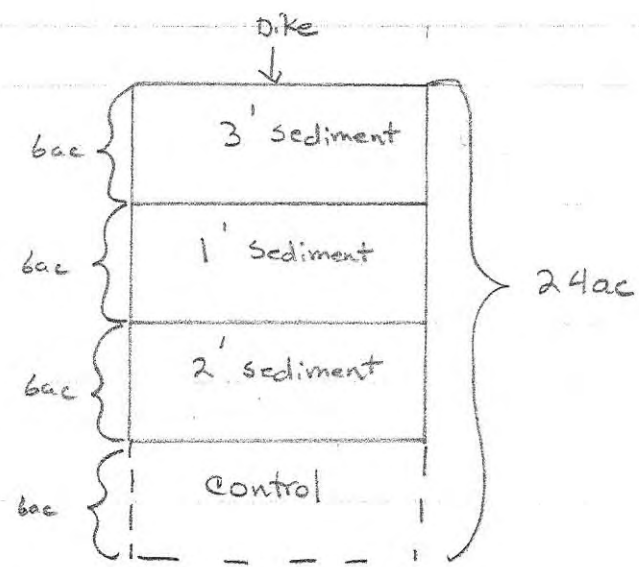 Dike
3' sediment
6ac
1' sediment
6ac
24ac
2' sediment
6ac
Control
6ac